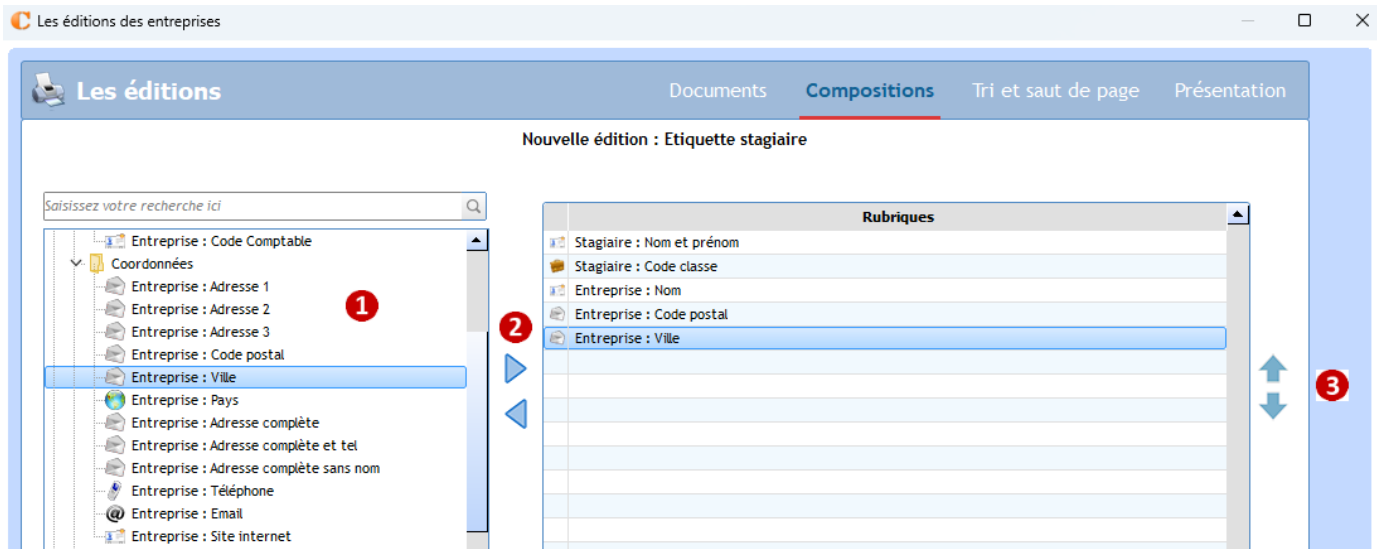 Les éditions des entreprises
Les éditions
Documents Compositions Tri et saut de page Présentation
Nouvelle édition : Etiquette stagiaire
Saisissez votre recherche ici
Entreprise : Code Comptable
Coordonnées
Entreprise : Adresse 1
Entreprise : Adresse 2
Entreprise : Adresse 3
Entreprise : Code postal
Entreprise : Ville
Entreprise : Pays
Entreprise : Adresse complète
Entreprise : Adresse complète et tel
Entreprise : Adresse complète sans nom
Entreprise : Téléphone
Entreprise : Email
Entreprise : Site internet
1
2
Rubriques
Stagiaire : Nom et prénom
Stagiaire : Code classe
Entreprise : Nom
Entreprise : Code postal
Entreprise : Ville
3